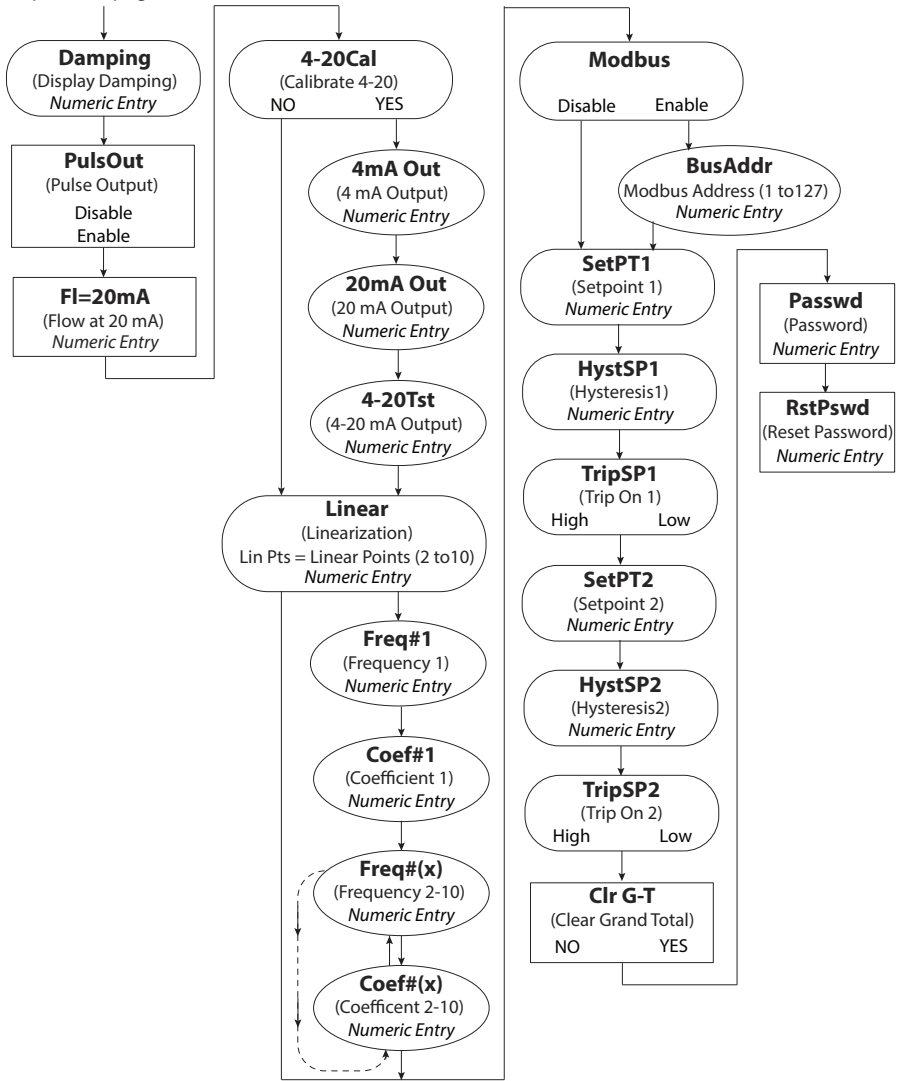 Damping
(Display Damping)
Numeric Entry
PulsOut
(Pulse Output)
Disable
Enable
Fl=20mA
(Flow at 20 mA)
Numeric Entry
4-20Cal
(Calibrate 4-20)
NO YES
4mA Out
(4 mA Output)
Numeric Entry
20mA Out
(20 mA Output)
Numeric Entry
4-20Tst
(4-20 mA Output)
Numeric Entry
Linear
(Linearization)
Lin Pts = Linear Points (2 to10)
Numeric Entry
Freq#1
(Frequency 1)
Numeric Entry
Coef#1
(Coefficient 1)
Numeric Entry
Freq#(x)
(Frequency 2-10)
Numeric Entry
Coef#(x)
(Coefficent 2-10)
Numeric Entry
Modbus
Disable Enable
BusAddr
Modbus Address (1 to127)
Numeric Entry
SetPT1
(Setpoint 1)
Numeric Entry
HystSP1
(Hysteresis1)
Numeric Entry
TripSP1
(Trip On 1)
High Low
SetPT2
(Setpoint 2)
Numeric Entry
HystSP2
(Hysteresis2)
Numeric Entry
TripSP2
(Trip On 2)
High Low
Clr G-T
(Clear Grand Total)
NO YES
Passwd
(Password)
Numeric Entry
RstPswd
(Reset Password)
Numeric Entry